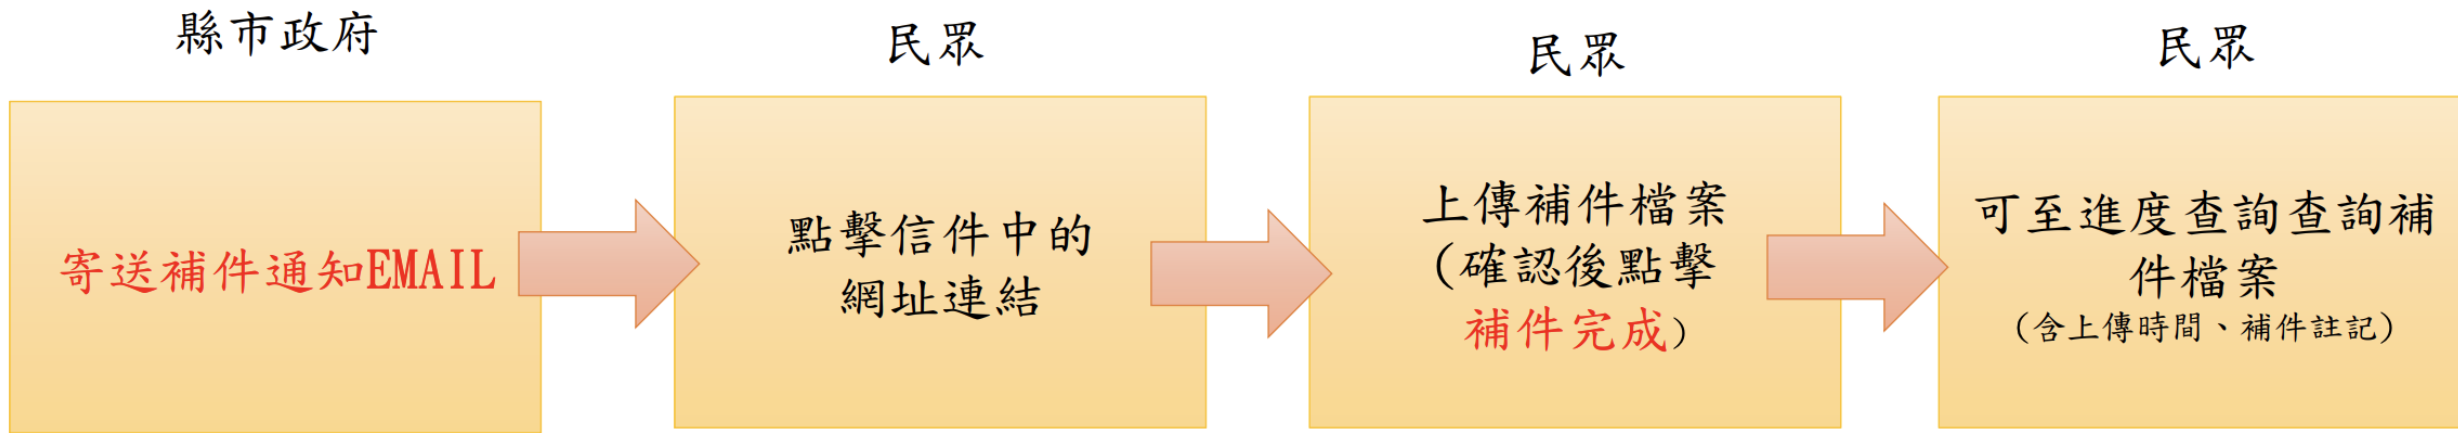 縣市政府
寄送補件通知EMAIL
民眾
點擊信件中的
網址連結
民眾
上傳補件檔案
(確認後點擊
補件完成)
民眾
可至進度查詢查詢補
件檔案
(含上傳時間、補件註記)